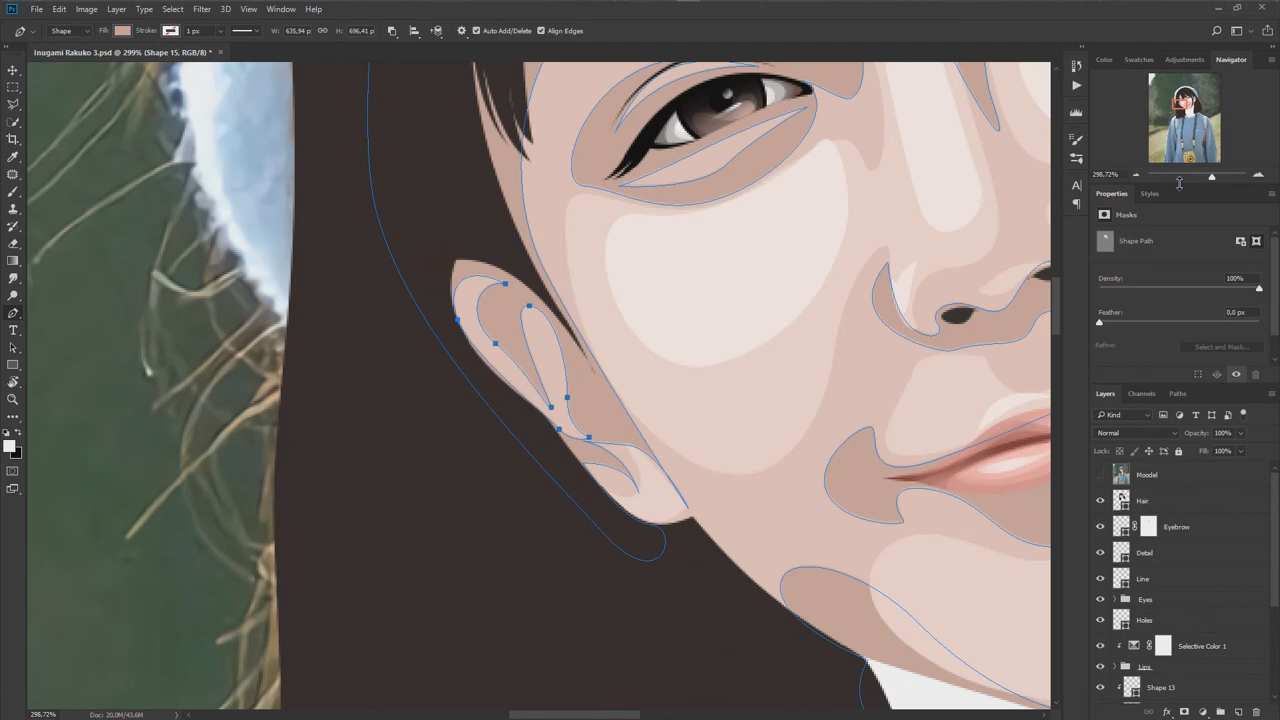 Ps File Edit Image Layer Type Select Filter 3D View Window Help
Shape Fill: Stroke: 1 px W: 635,94 p H: 696,41 p Auto Add/Delete Align Edges
Inugami Rakuko 3.psd @ 299% (Shape 15, RGB/8) * ×
Color Swatches Adjustments Navigator
298,72%
Properties Styles
Masks
Shape Path
Density: 100%
Feather: 0,0 px
Refine: Select and Mask...
Layers Channels Paths
Kind
Normal Opacity: 100%
Lock: Fill: 100%
Moodel
Hair
Eyebrow
Detail
Line
Eyes
Holes
Selective Color 1
Lips
Shape 13
298,72% Doc: 20,0M/43,6M